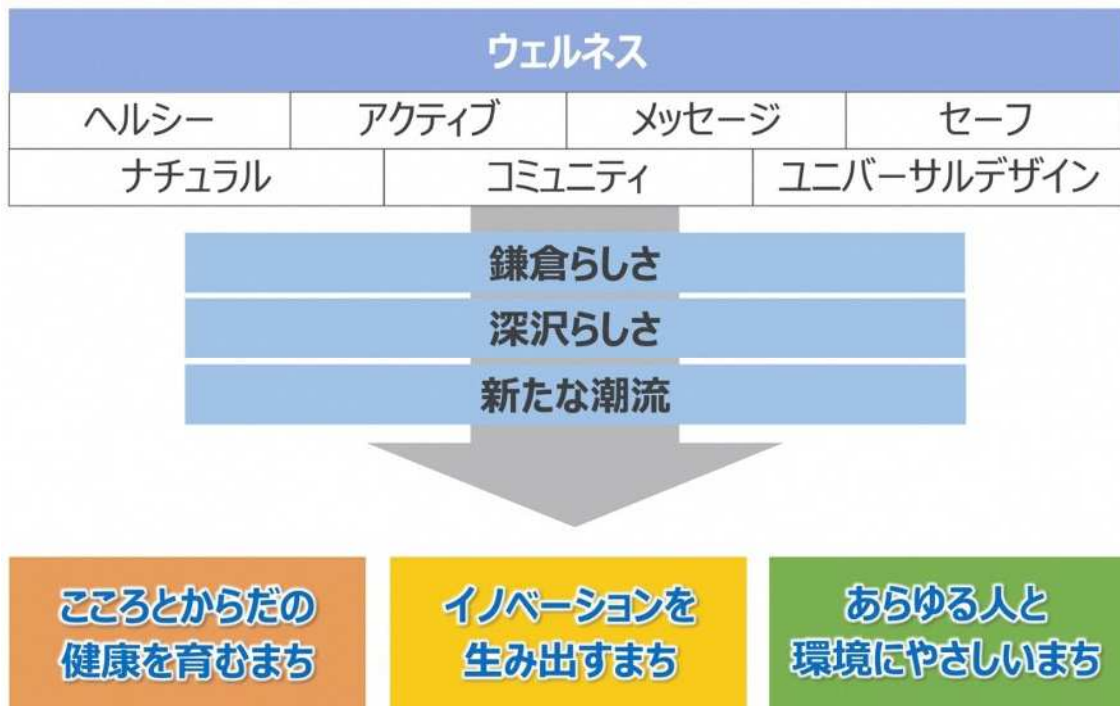 ウェルネス
ヘルシー アクティブ メッセージ セーフ
ナチュラル コミュニティ ユニバーサルデザイン
鎌倉らしさ
深沢らしさ
新たな潮流
こころとからだの
健康を育むまち
イノベーションを
生み出すまち
あらゆる人と
環境にやさしいまち